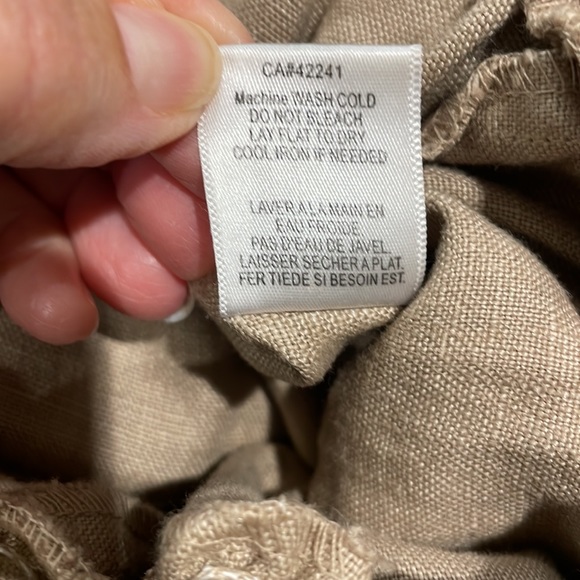 CA#42241
Machine WASH COLD
DO NOT BLEACH
LAY FLAT TO DRY
COOL IRON IF NEEDED
LAVER A LA MAIN EN
EAU FROIDE
PAS D'EAU DE JAVEL.
LAISSER SECHER A PLAT.
FER TIEDE SI BESOIN EST.